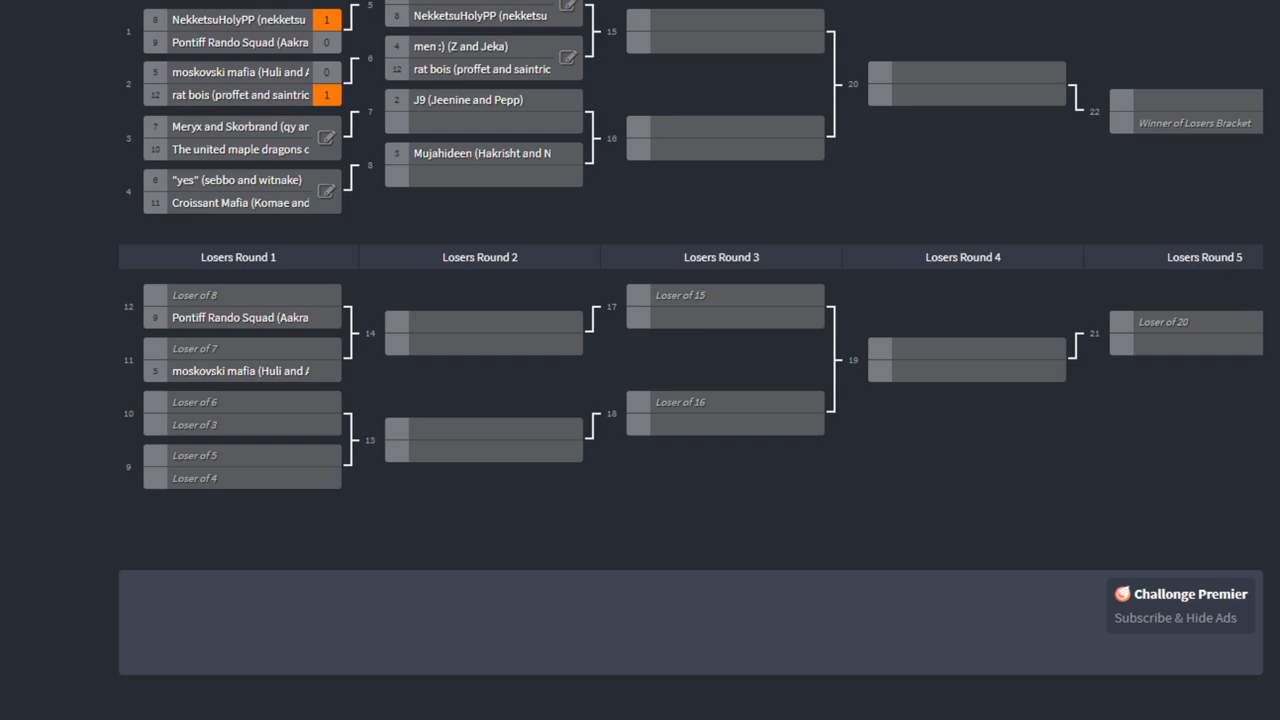 5
8 NekketsuHolyPP (nekketsu 1
1
9 Pontiff Rando Squad (Aakra 0
5 moskovski mafia (Huli and 0
2
12 rat bois (proffet and saintric 1
7 Meryx and Skorbrand (qy ar
3
10 The united maple dragons c
6 "yes" (sebbo and witnake)
4
11 Croissant Mafia (Komae and
8 NekketsuHolyPP (nekketsu
6
4 men :) (Z and Jeka)
12 rat bois (proffet and saintric
7
2 J9 (Jeenine and Pepp)
8
3 Mujahideen (Hakrisht and N
15
16
20
22
Winner of Losers Bracket
Losers Round 1
Losers Round 2
Losers Round 3
Losers Round 4
Losers Round 5
12
Loser of 8
9 Pontiff Rando Squad (Aakra
11
Loser of 7
5 moskovski mafia (Huli and
10
Loser of 6
Loser of 3
9
Loser of 5
Loser of 4
14
13
17
Loser of 15
18
Loser of 16
19
21
Loser of 20
Challonge Premier
Subscribe & Hide Ads